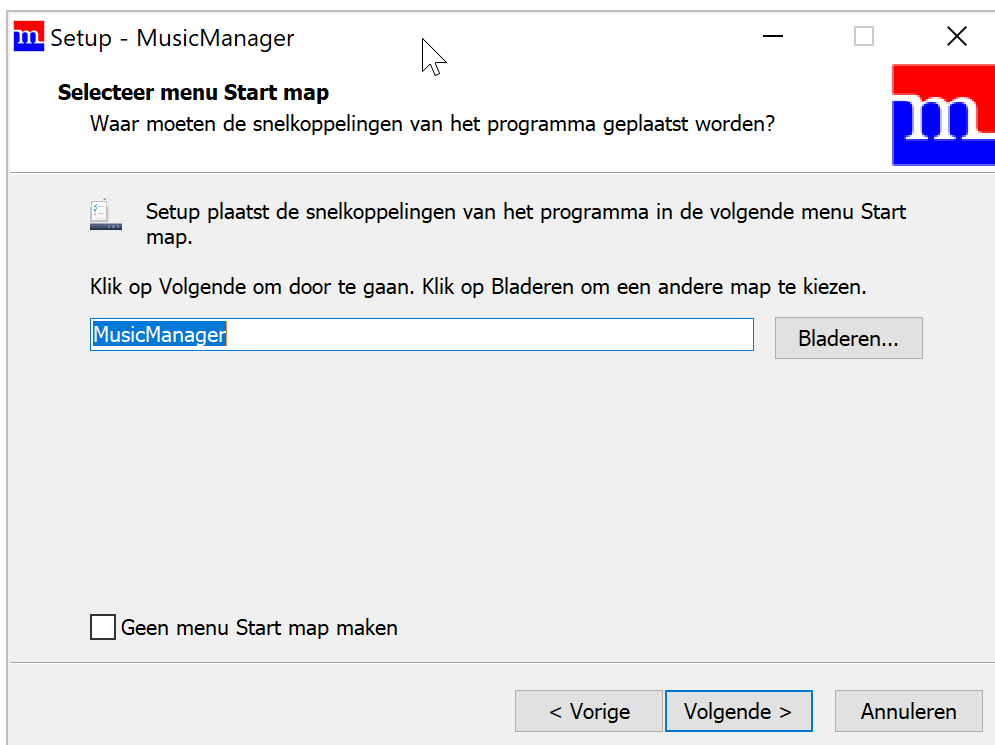 m Setup - MusicManager
Selecteer menu Start map
Waar moeten de snelkoppelingen van het programma geplaatst worden?
m
Setup plaatst de snelkoppelingen van het programma in de volgende menu Start
map.
Klik op Volgende om door te gaan. Klik op Bladeren om een andere map te kiezen.
MusicManager
Bladeren...
Geen menu Start map maken
< Vorige
Volgende >
Annuleren